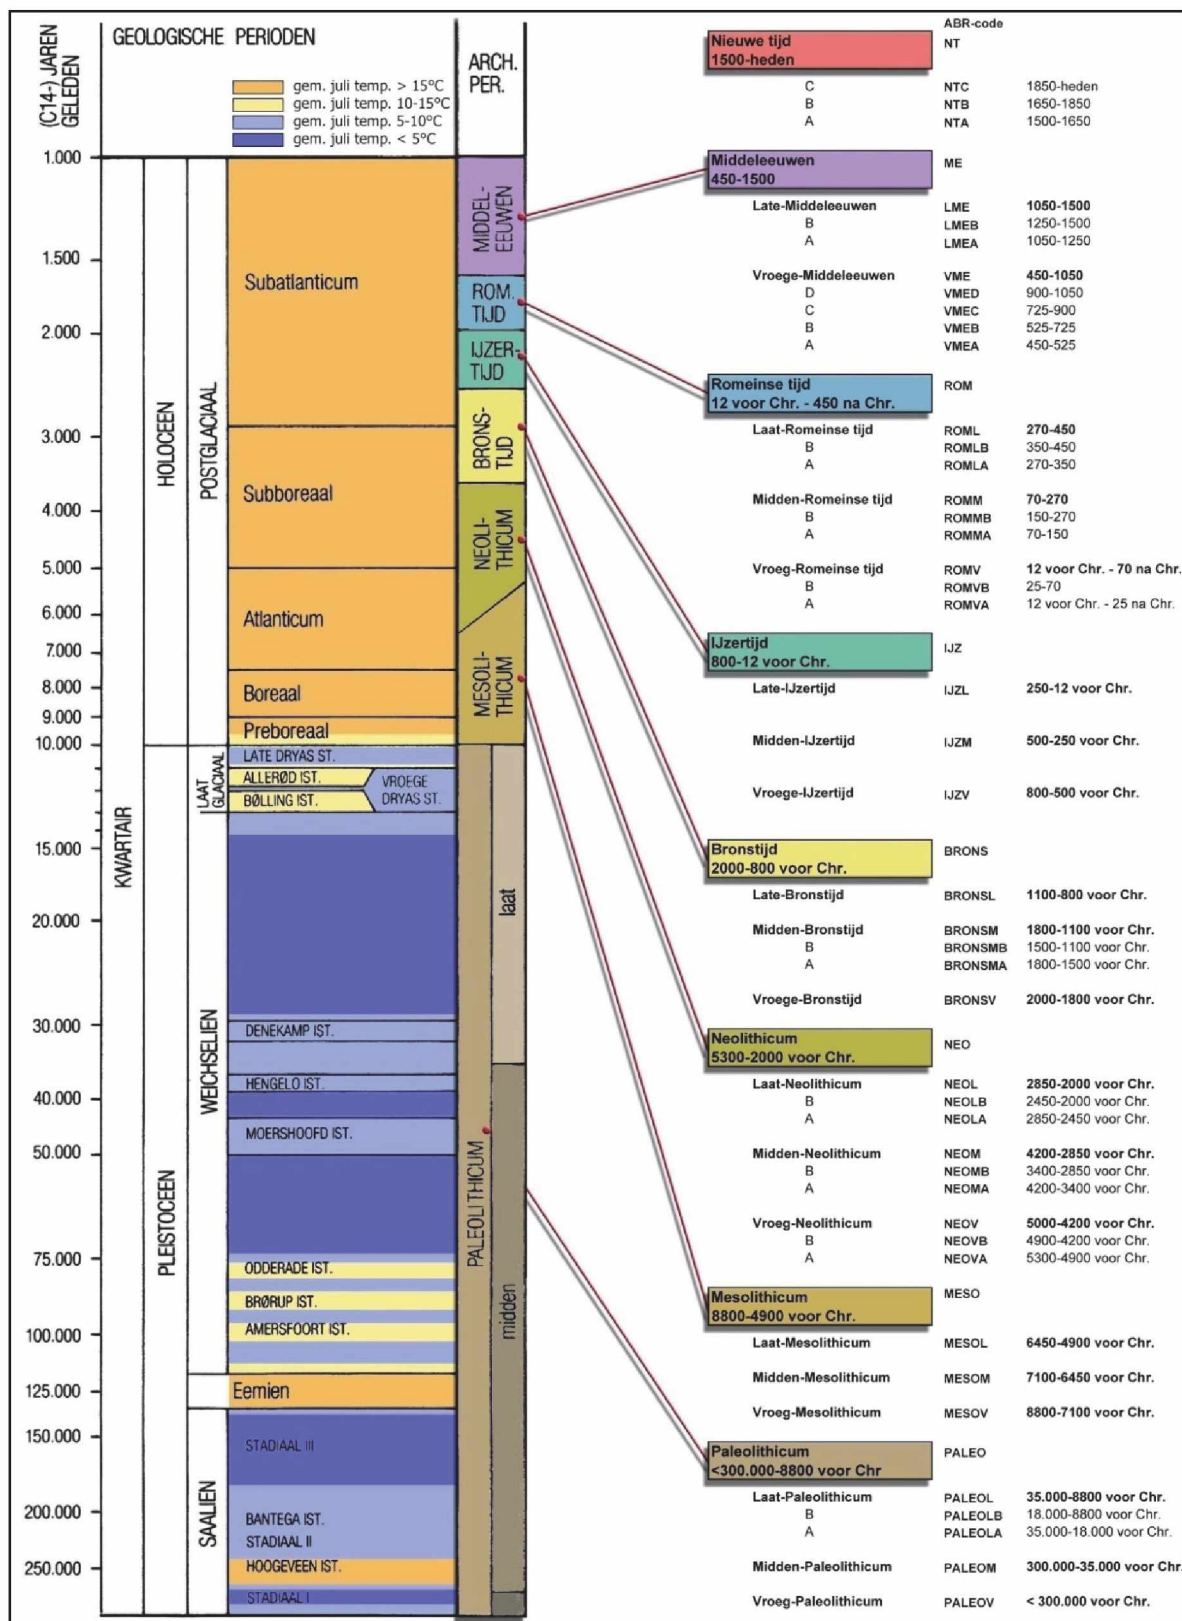 (C14-) JAREN
GELEDEN
GEOLOGISCHE PERIODEN
gem. juli temp. > 15°C
gem. juli temp. 10-15°C
gem. juli temp. 5-10°C
gem. juli temp. < 5°C
ARCH.
PER.
1.000
1.500
2.000
3.000
4.000
5.000
6.000
7.000
8.000
9.000
10.000
15.000
20.000
30.000
40.000
50.000
75.000
100.000
125.000
150.000
200.000
250.000
KWARTAIR
HOLOCEEN
PLEISTOCEEN
POSTGLACIAAL
LAAT
GLACIAAL
WEICHSELIEN
SAALIEN
Subatlanticum
Subboreaal
Atlanticum
Boreaal
Preboreaal
LATE DRYAS ST.
ALLERØD IST.
VROEGE
DRYAS ST.
BØLLING IST.
DENEKAMP IST.
HENGELO IST.
MOERSHOOFD IST.
ODDERADE IST.
BRØRUP IST.
AMERSFOORT IST.
Eemien
STADIAAL III
BANTEGA IST.
STADIAAL II
HOOGEVEEN IST.
STADIAAL I
MIDDEL-
EEUWEN
ROM.
TIJD
IJZER-
TIJD
BRONS-
TIJD
NEOLI-
THICUM
MESOLI-
THICUM
PALEOLITHICUM
laat
midden
ABR-code
Nieuwe tijd NT
1500-heden
C NTC 1850-heden
B NTB 1650-1850
A NTA 1500-1650
Middeleeuwen ME
450-1500
Late-Middeleeuwen LME 1050-1500
B LMEB 1250-1500
A LMEA 1050-1250
Vroege-Middeleeuwen VME 450-1050
D VMED 900-1050
C VMEC 725-900
B VMEB 525-725
A VMEA 450-525
Romeinse tijd ROM
12 voor Chr. - 450 na Chr.
Laat-Romeinse tijd ROML 270-450
B ROMLB 350-450
A ROMLA 270-350
Midden-Romeinse tijd ROMM 70-270
B ROMMB 150-270
A ROMMA 70-150
Vroeg-Romeinse tijd ROMV 12 voor Chr. - 70 na Chr.
B ROMVB 25-70
A ROMVA 12 voor Chr. - 25 na Chr.
IJzertijd IJZ
800-12 voor Chr.
Late-IJzertijd IJZL 250-12 voor Chr.
Midden-IJzertijd IJZM 500-250 voor Chr.
Vroege-IJzertijd IJZV 800-500 voor Chr.
Bronstijd BRONS
2000-800 voor Chr.
Late-Bronstijd BRONSL 1100-800 voor Chr.
Midden-Bronstijd BRONSM 1800-1100 voor Chr.
B BRONSMB 1500-1100 voor Chr.
A BRONSMA 1800-1500 voor Chr.
Vroege-Bronstijd BRONSV 2000-1800 voor Chr.
Neolithicum NEO
5300-2000 voor Chr.
Laat-Neolithicum NEOL 2850-2000 voor Chr.
B NEOLB 2450-2000 voor Chr.
A NEOLA 2850-2450 voor Chr.
Midden-Neolithicum NEOM 4200-2850 voor Chr.
B NEOMB 3400-2850 voor Chr.
A NEOMA 4200-3400 voor Chr.
Vroeg-Neolithicum NEOV 5000-4200 voor Chr.
B NEOVB 4900-4200 voor Chr.
A NEOVA 5300-4900 voor Chr.
Mesolithicum MESO
8800-4900 voor Chr.
Laat-Mesolithicum MESOL 6450-4900 voor Chr.
Midden-Mesolithicum MESOM 7100-6450 voor Chr.
Vroeg-Mesolithicum MESOV 8800-7100 voor Chr.
Paleolithicum PALEO
<300.000-8800 voor Chr
Laat-Paleolithicum PALEOL 35.000-8800 voor Chr.
B PALEOLB 18.000-8800 voor Chr.
A PALEOLA 35.000-18.000 voor Chr.
Midden-Paleolithicum PALEOM 300.000-35.000 voor Chr.
Vroeg-Paleolithicum PALEOV < 300.000 voor Chr.